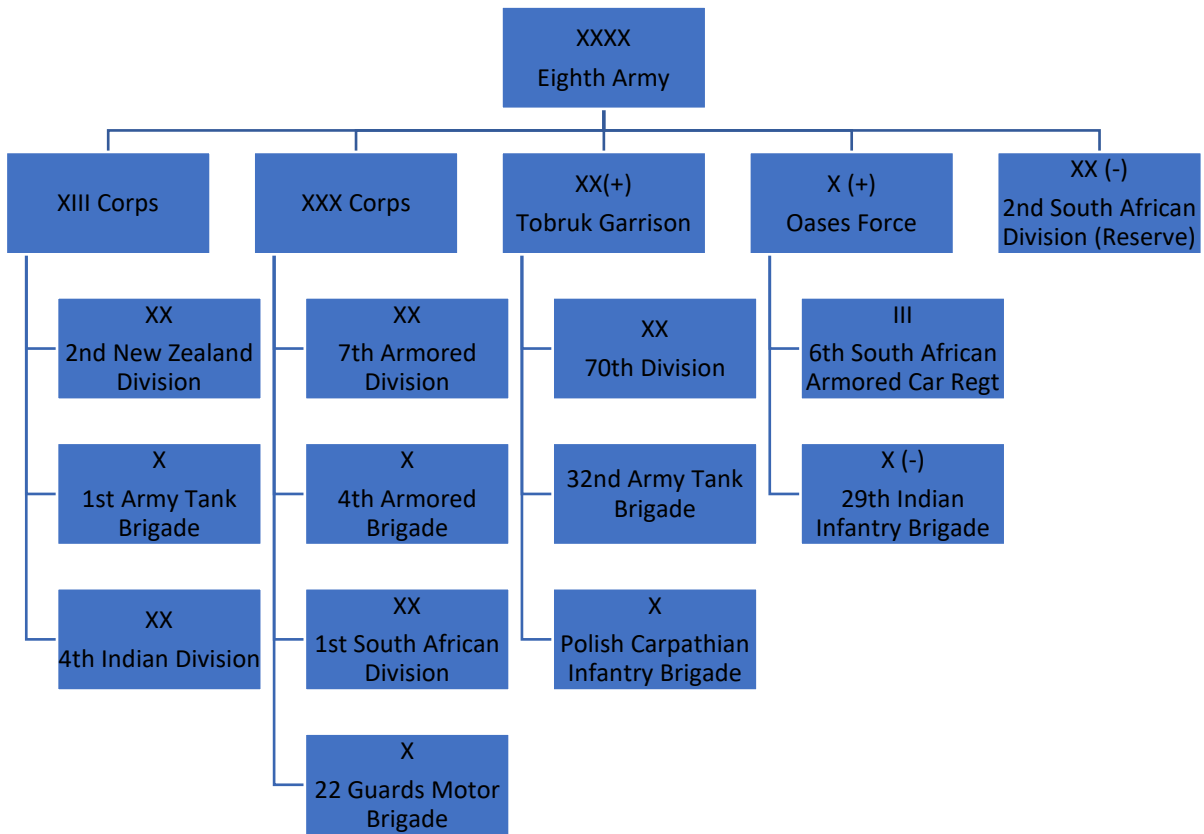 XXXX
Eighth Army
XIII Corps
XXX Corps
XX(+)
Tobruk Garrison
X (+)
Oases Force
XX (-)
2nd South African
Division (Reserve)
XX
2nd New Zealand
Division
X
1st Army Tank
Brigade
XX
4th Indian Division
XX
7th Armored
Division
X
4th Armored
Brigade
XX
1st South African
Division
X
22 Guards Motor
Brigade
XX
70th Division
32nd Army Tank
Brigade
X
Polish Carpathian
Infantry Brigade
III
6th South African
Armored Car Regt
X (-)
29th Indian
Infantry Brigade